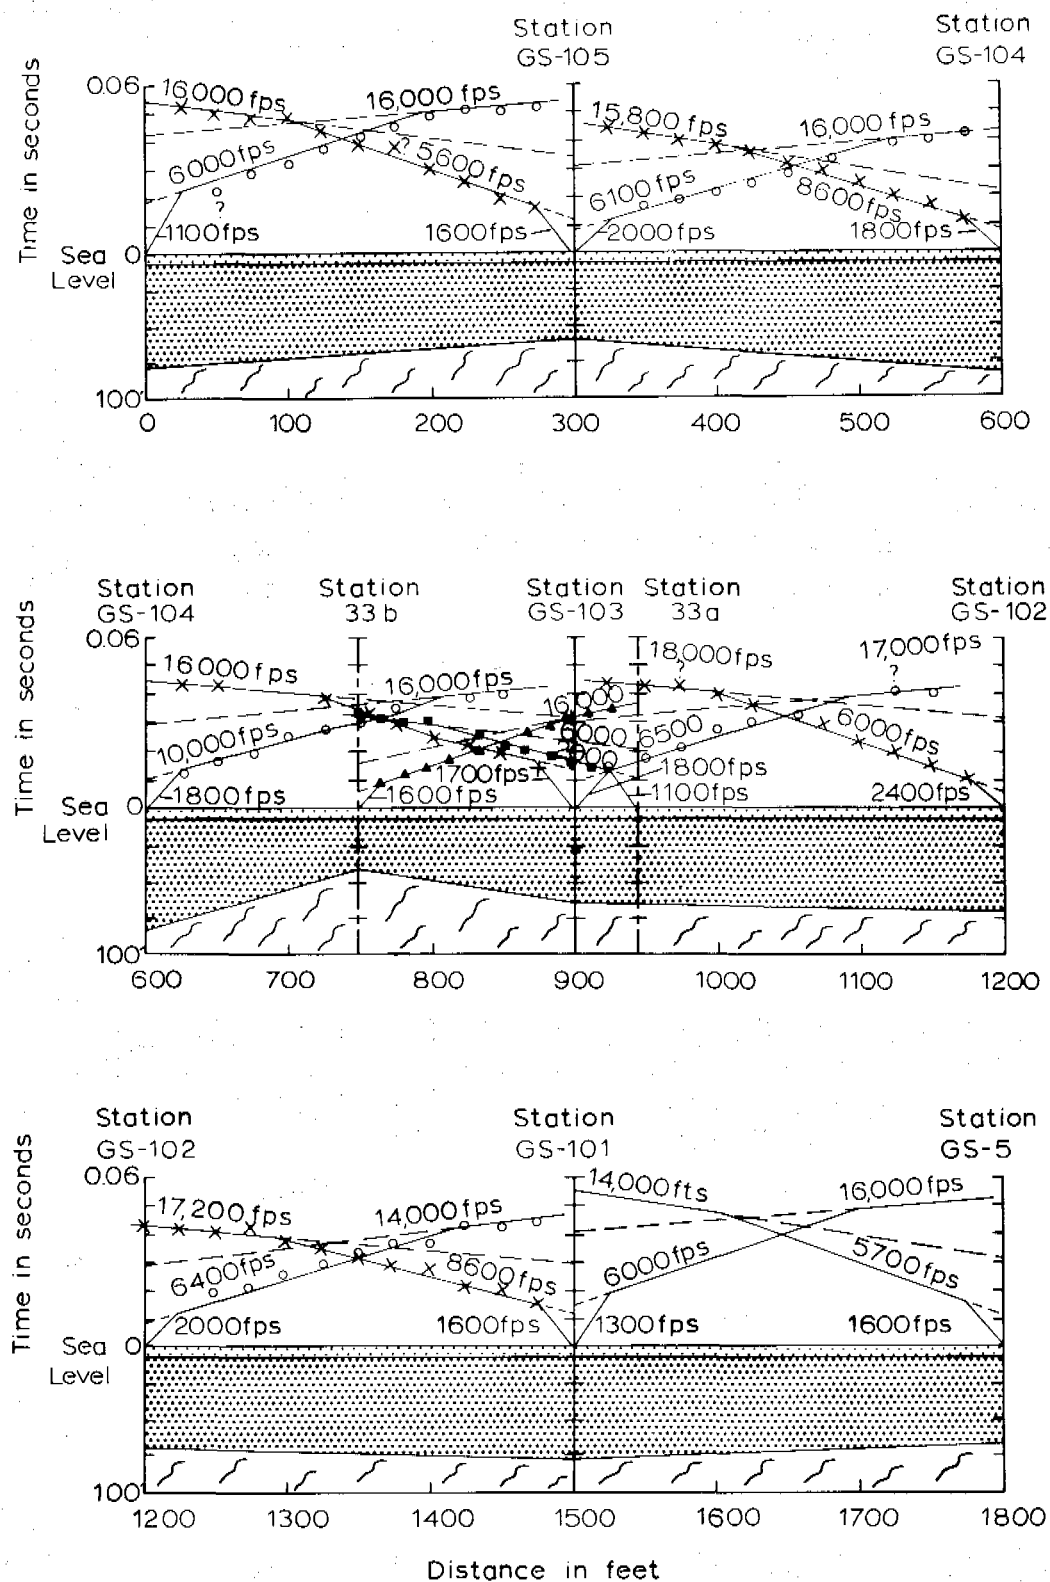 Station
GS-105
Station
GS-104
Time in seconds
0.06
16,000 fps
16,000 fps
15,800 fps
16,000 fps
6000 fps
?
5,600 fps
6100 fps
8600 fps
?
1100 fps
1600 fps
2000 fps
1800 fps
Sea
Level
0
100'
0
100
200
300
400
500
600
Station
GS-104
Station
33 b
Station
GS-103
Station
33 a
Station
GS-102
Time in seconds
0.06
16000 fps
16,000 fps
16,000
18,000 fps
?
17,000 fps
?
10,000 fps
6000
6500
6000 fps
1800 fps
1600 fps
1700 fps
1800 fps
1100 fps
2400 fps
Sea
Level
0
100'
600
700
800
900
1000
1100
1200
Station
GS-102
Station
GS-101
Station
GS-5
Time in seconds
0.06
17,200 fps
14,000 fps
14,000 fts
16,000 fps
6400 fps
8600 fps
6000 fps
5700 fps
2000 fps
1600 fps
1300 fps
1600 fps
Sea
Level
0
100'
1200
1300
1400
1500
1600
1700
1800
Distance in feet